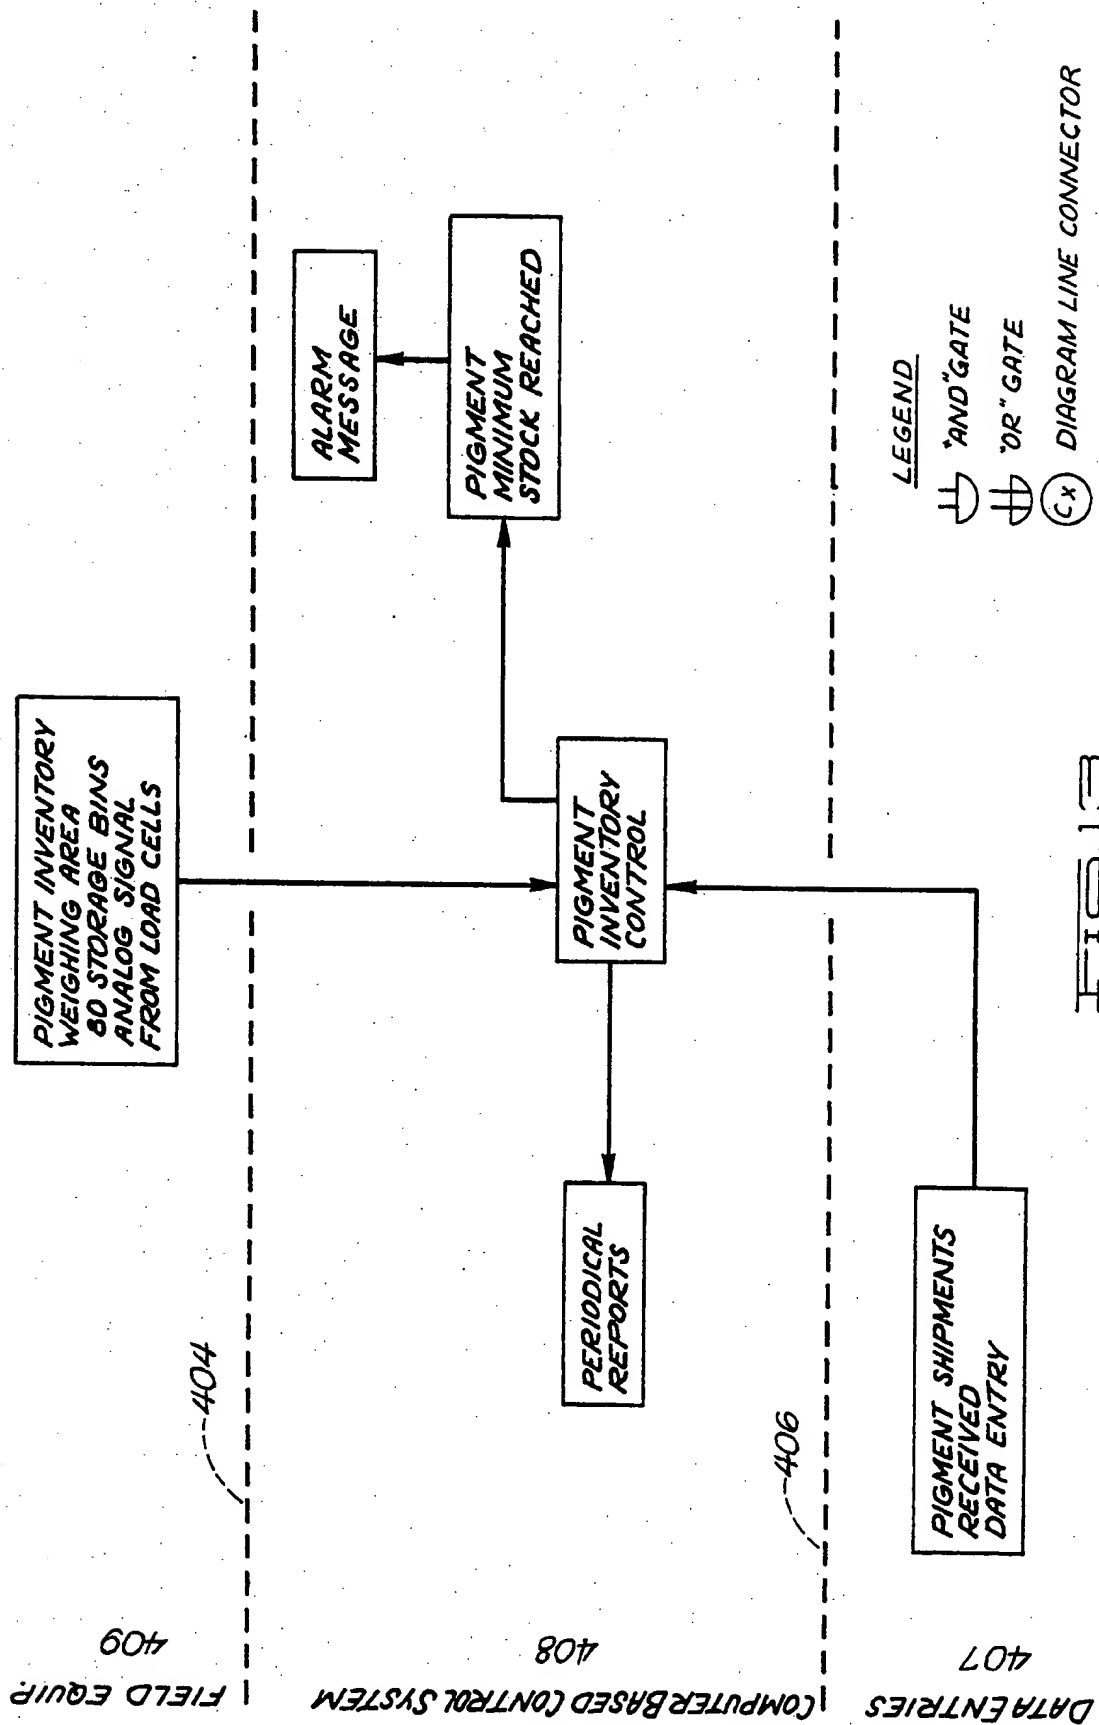 FIELD EQUIP.
409
404
PIGMENT INVENTORY
WEIGHING AREA
80 STORAGE BINS
ANALOG SIGNAL
FROM LOAD CELLS
COMPUTER BASED CONTROL SYSTEM
408
406
PERIODICAL
REPORTS
PIGMENT
INVENTORY
CONTROL
ALARM
MESSAGE
PIGMENT
MINIMUM
STOCK REACHED
DATA ENTRIES
407
PIGMENT SHIPMENTS
RECEIVED
DATA ENTRY
LEGEND
"AND" GATE
"OR" GATE
Cx DIAGRAM LINE CONNECTOR
FIG. 13